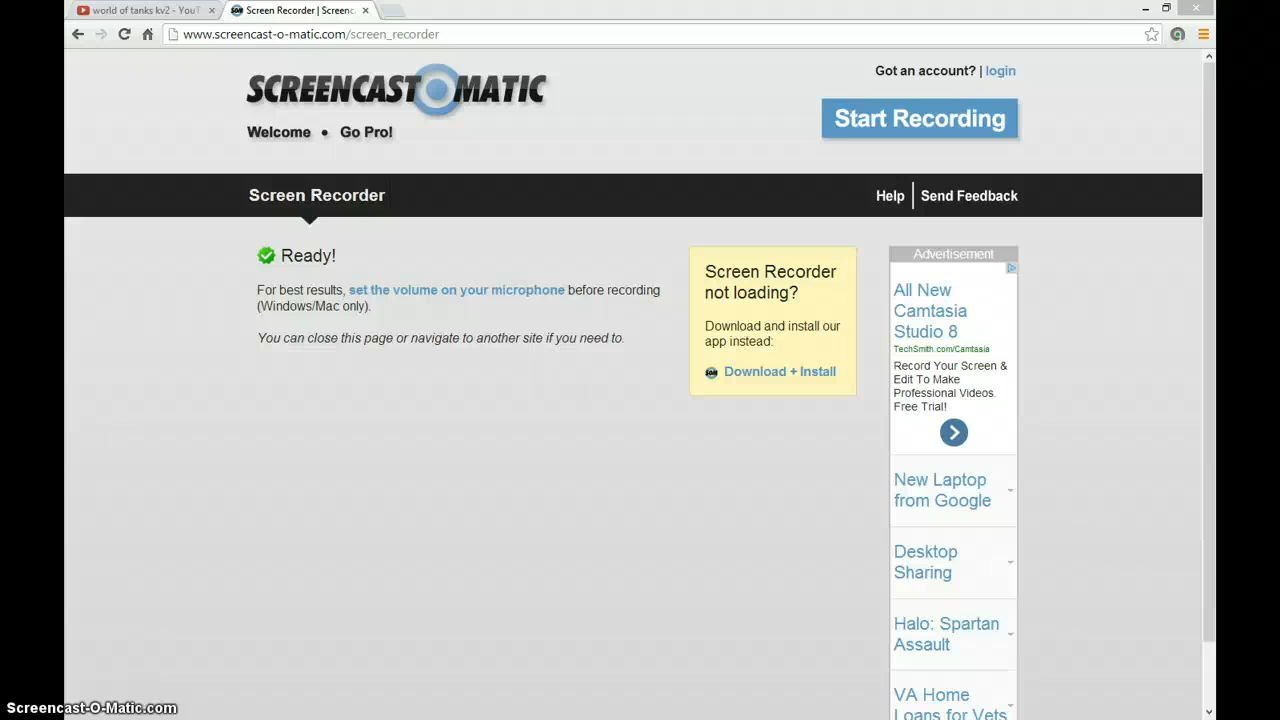 world of tanks kv2 - YouT
Screen Recorder | Screenc
www.screencast-o-matic.com/screen_recorder
SCREENCAST O MATIC
Got an account? | login
Start Recording
Welcome • Go Pro!
Screen Recorder
Help | Send Feedback
Ready!
For best results, set the volume on your microphone before recording
(Windows/Mac only).
You can close this page or navigate to another site if you need to.
Screen Recorder
not loading?
Download and install our
app instead:
SOM Download + Install
Advertisement
All New
Camtasia
Studio 8
TechSmith.com/Camtasia
Record Your Screen &
Edit To Make
Professional Videos.
Free Trial!
New Laptop
from Google
Desktop
Sharing
Halo: Spartan
Assault
VA Home
Loans for Vets
Screencast-O-Matic.com